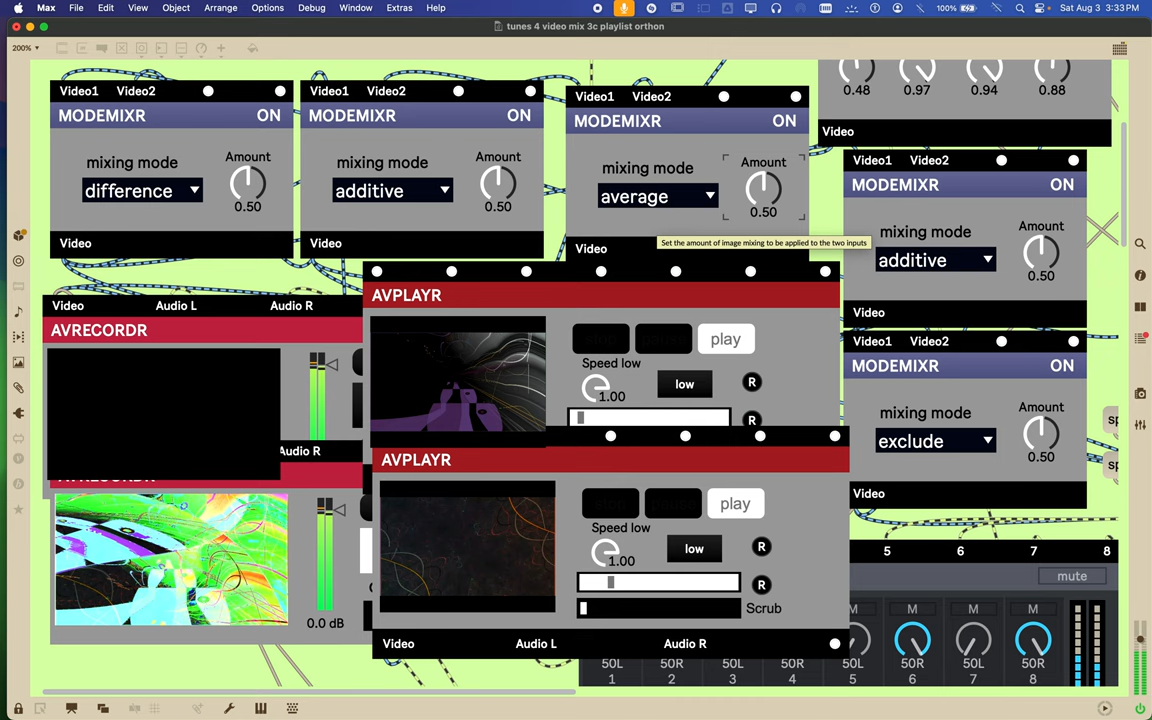 Max File Edit View Object Arrange Options Debug Window Extras Help 100% Sat Aug 3 3:33 PM
tunes 4 video mix 3c playlist orthon
200%
0.48 0.97 0.94 0.88
Video
Video1 Video2
MODEMIXR ON
mixing mode
difference
Amount
0.50
Video
Video1 Video2
MODEMIXR ON
mixing mode
additive
Amount
0.50
Video
Video1 Video2
MODEMIXR ON
mixing mode
average
Amount
0.50
Video
Set the amount of image mixing to be applied to the two inputs
Video1 Video2
MODEMIXR ON
mixing mode
additive
Amount
0.50
Video
Video1 Video2
MODEMIXR ON
mixing mode
exclude
Amount
0.50
Video
Video Audio L Audio R
AVRECORDR
Audio R
AVRECORDR
0.0 dB
AVPLAYR
stop pause play
Speed low
1.00
low
R
R
AVPLAYR
stop pause play
Speed low
1.00
low
R
R
Scrub
Video Audio L Audio R
sp
sp
5 6 7 8
mute
M M M M
50L 50R 50L 50R 50L 50R 50L 50R
1 2 3 4 5 6 7 8